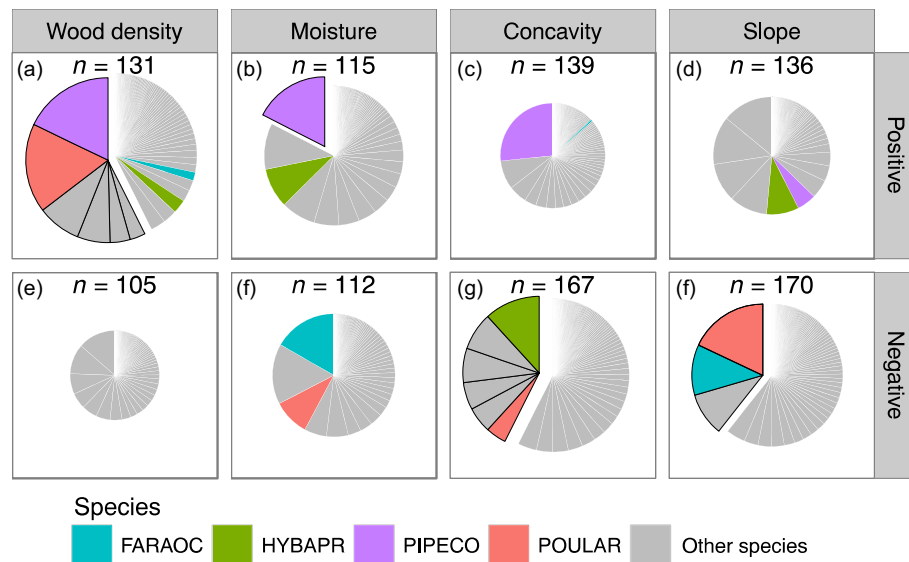 Wood density Moisture Concavity Slope
(a) n = 131 (b) n = 115 (c) n = 139 (d) n = 136
Positive
(e) n = 105 (f) n = 112 (g) n = 167 (f) n = 170
Negative
Species
FARAOC HYBAPR PIPECO POULAR Other species